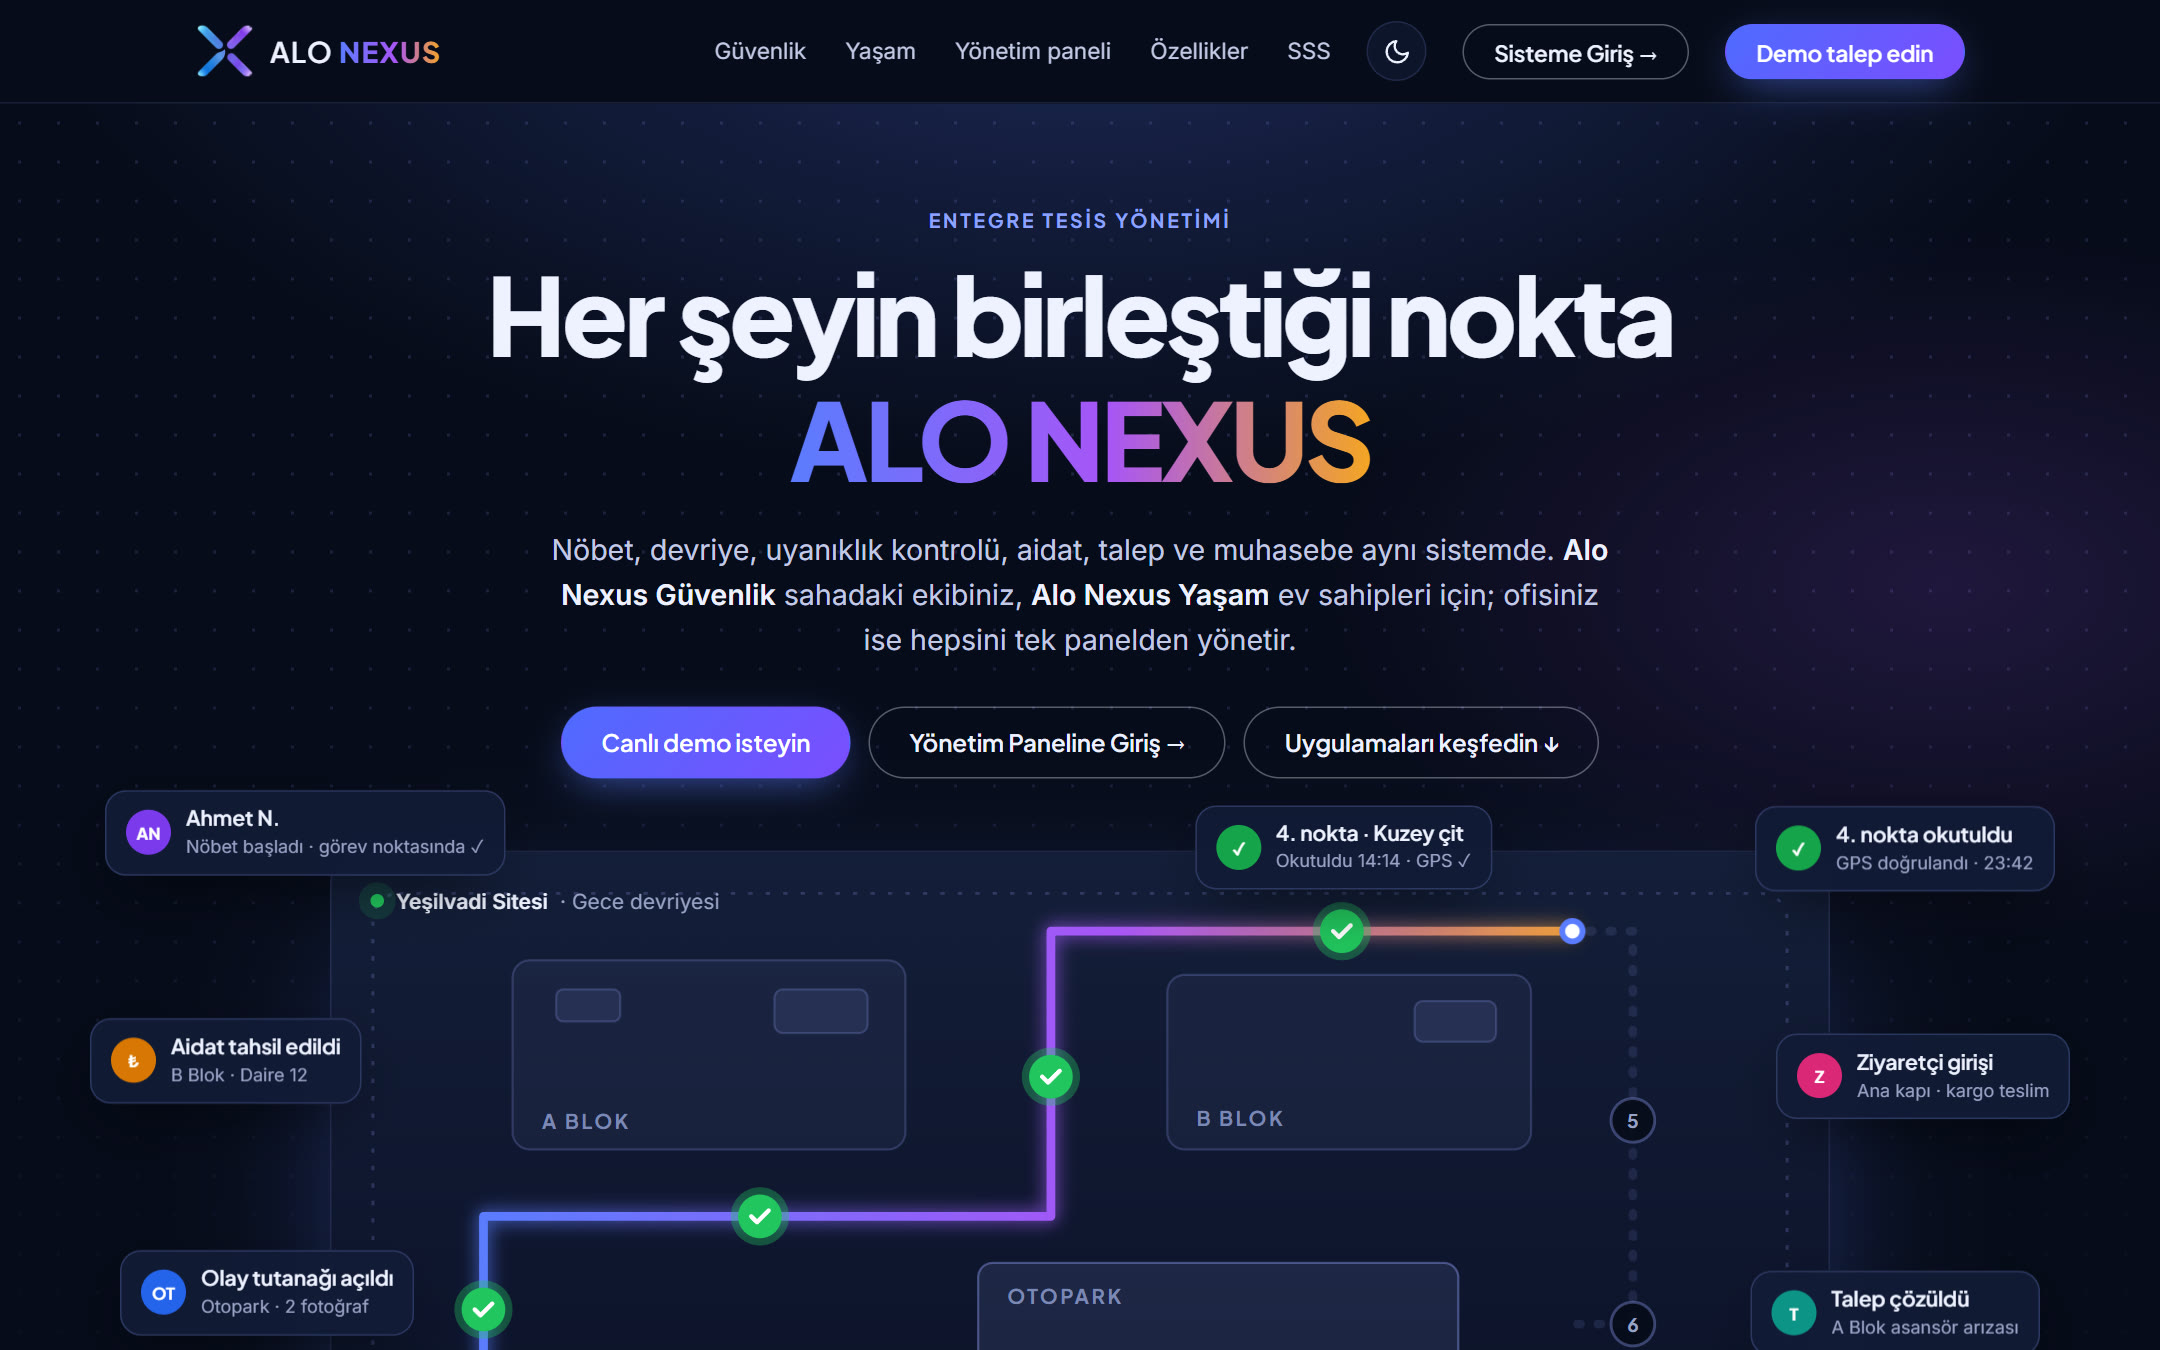 ALO NEXUS
Güvenlik
Yaşam
Yönetim paneli
Özellikler
SSS
Sisteme Giriş →
Demo talep edin
ENTEGRE TESİS YÖNETİMİ
Her şeyin birleştiği nokta
ALO NEXUS
Nöbet, devriye, uyanıklık kontrolü, aidat, talep ve muhasebe aynı sistemde. Alo
Nexus Güvenlik sahadaki ekibiniz, Alo Nexus Yaşam ev sahipleri için; ofisiniz
ise hepsini tek panelden yönetir.
Canlı demo isteyin
Yönetim Paneline Giriş →
Uygulamaları keşfedin ↓
AN
Ahmet N.
Nöbet başladı · görev noktasında ✓
✓
4. nokta · Kuzey çit
Okutuldu 14:14 · GPS ✓
✓
4. nokta okutuldu
GPS doğrulandı · 23:42
Yeşilvadi Sitesi · Gece devriyesi
₺
Aidat tahsil edildi
B Blok · Daire 12
A BLOK
B BLOK
5
Z
Ziyaretçi girişi
Ana kapı · kargo teslim
OT
Olay tutanağı açıldı
Otopark · 2 fotoğraf
OTOPARK
6
T
Talep çözüldü
A Blok asansör arızası